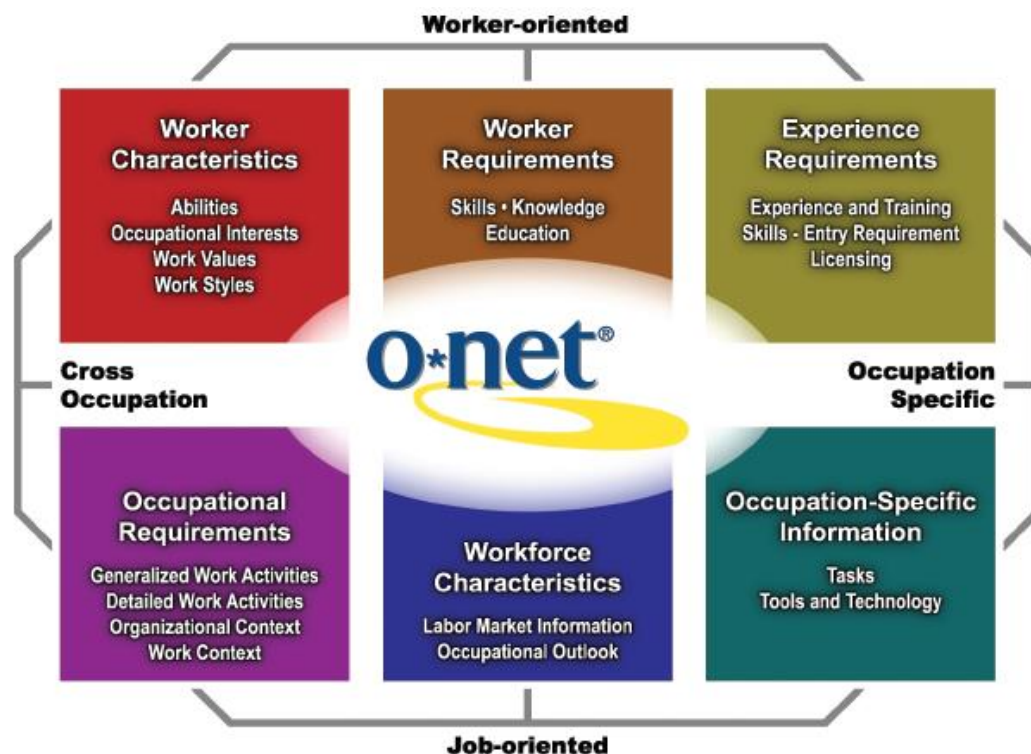 Worker-oriented
Worker
Characteristics
Abilities
Occupational Interests
Work Values
Work Styles
Worker
Requirements
Skills • Knowledge
Education
Experience
Requirements
Experience and Training
Skills - Entry Requirement
Licensing
Cross
Occupation
o*net®
Occupation
Specific
Occupational
Requirements
Generalized Work Activities
Detailed Work Activities
Organizational Context
Work Context
Workforce
Characteristics
Labor Market Information
Occupational Outlook
Occupation-Specific
Information
Tasks
Tools and Technology
Job-oriented